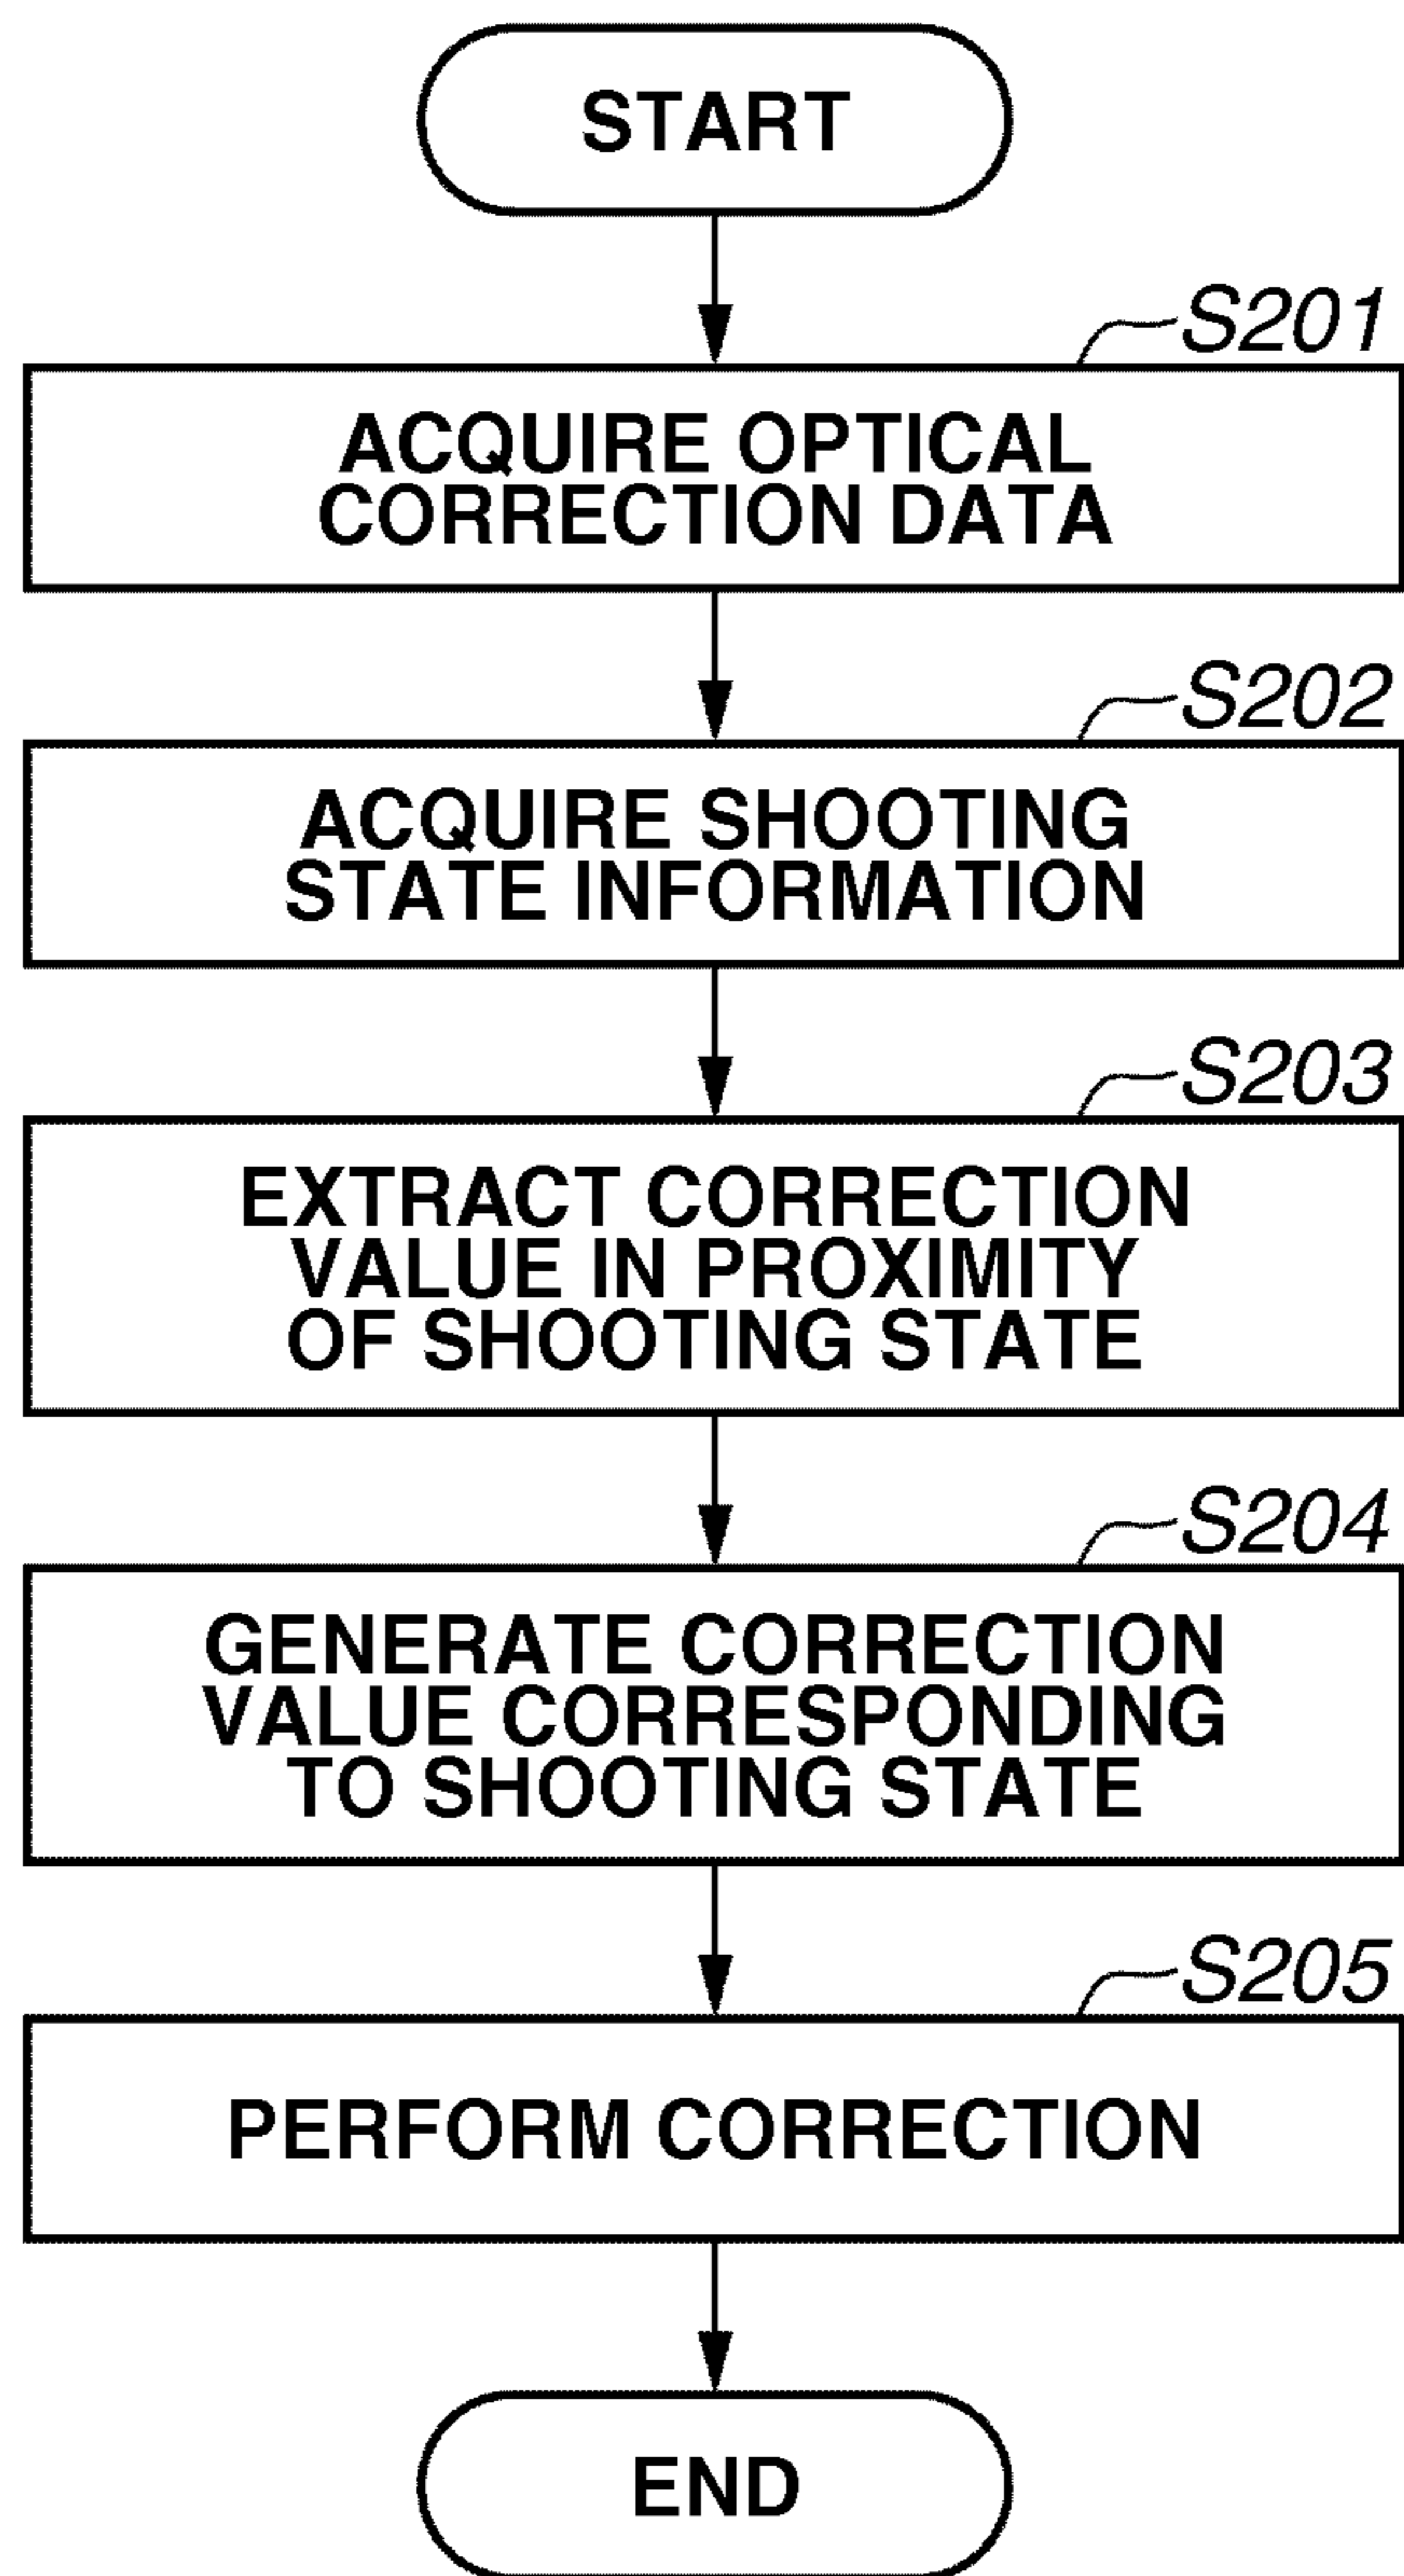 START
S201
ACQUIRE OPTICAL
CORRECTION DATA
S202
ACQUIRE SHOOTING
STATE INFORMATION
S203
EXTRACT CORRECTION
VALUE IN PROXIMITY
OF SHOOTING STATE
S204
GENERATE CORRECTION
VALUE CORRESPONDING
TO SHOOTING STATE
S205
PERFORM CORRECTION
END